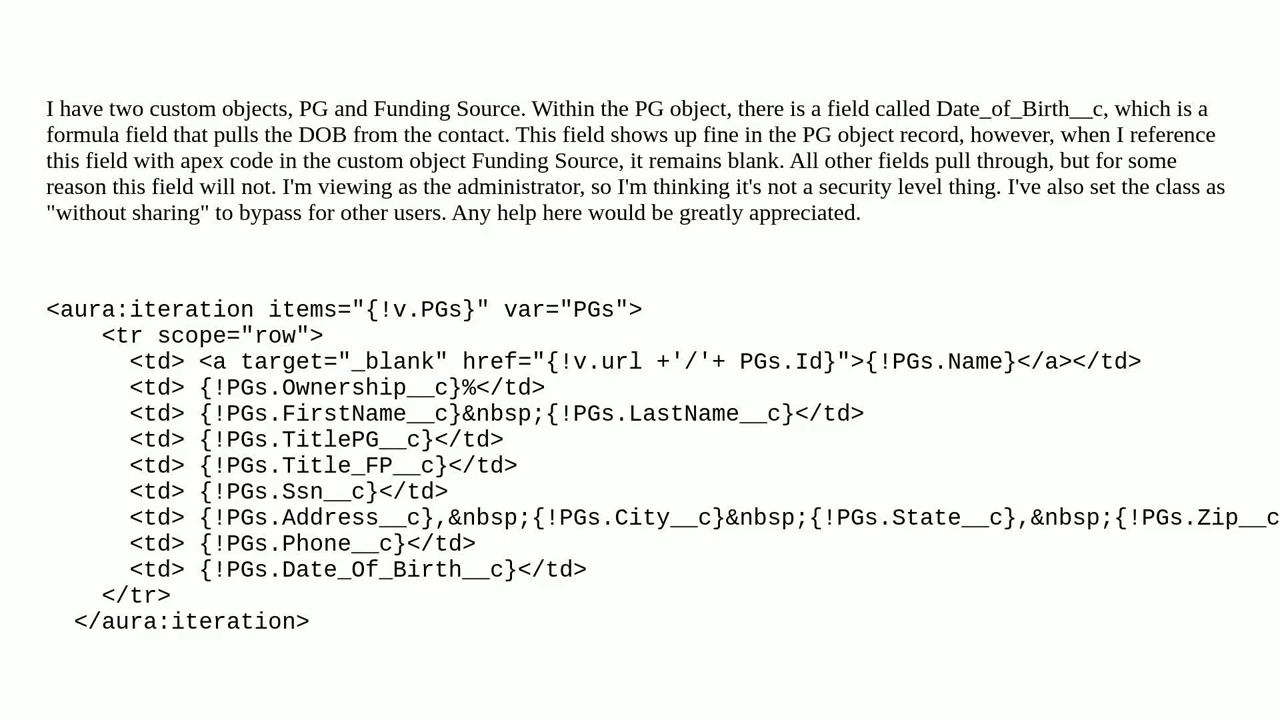 I have two custom objects, PG and Funding Source. Within the PG object, there is a field called Date_of_Birth__c, which is a
formula field that pulls the DOB from the contact. This field shows up fine in the PG object record, however, when I reference
this field with apex code in the custom object Funding Source, it remains blank. All other fields pull through, but for some
reason this field will not. I'm viewing as the administrator, so I'm thinking it's not a security level thing. I've also set the class as
"without sharing" to bypass for other users. Any help here would be greatly appreciated.
<aura:iteration items="{!v.PGs}" var="PGs">
    <tr scope="row">
      <td> <a target="_blank" href="{!v.url +'/'+ PGs.Id}">{!PGs.Name}</a></td>
      <td> {!PGs.Ownership__c}%</td>
      <td> {!PGs.FirstName__c}&nbsp;{!PGs.LastName__c}</td>
      <td> {!PGs.TitlePG__c}</td>
      <td> {!PGs.Title_FP__c}</td>
      <td> {!PGs.Ssn__c}</td>
      <td> {!PGs.Address__c},&nbsp;{!PGs.City__c}&nbsp;{!PGs.State__c},&nbsp;{!PGs.Zip__c
      <td> {!PGs.Phone__c}</td>
      <td> {!PGs.Date_Of_Birth__c}</td>
    </tr>
  </aura:iteration>